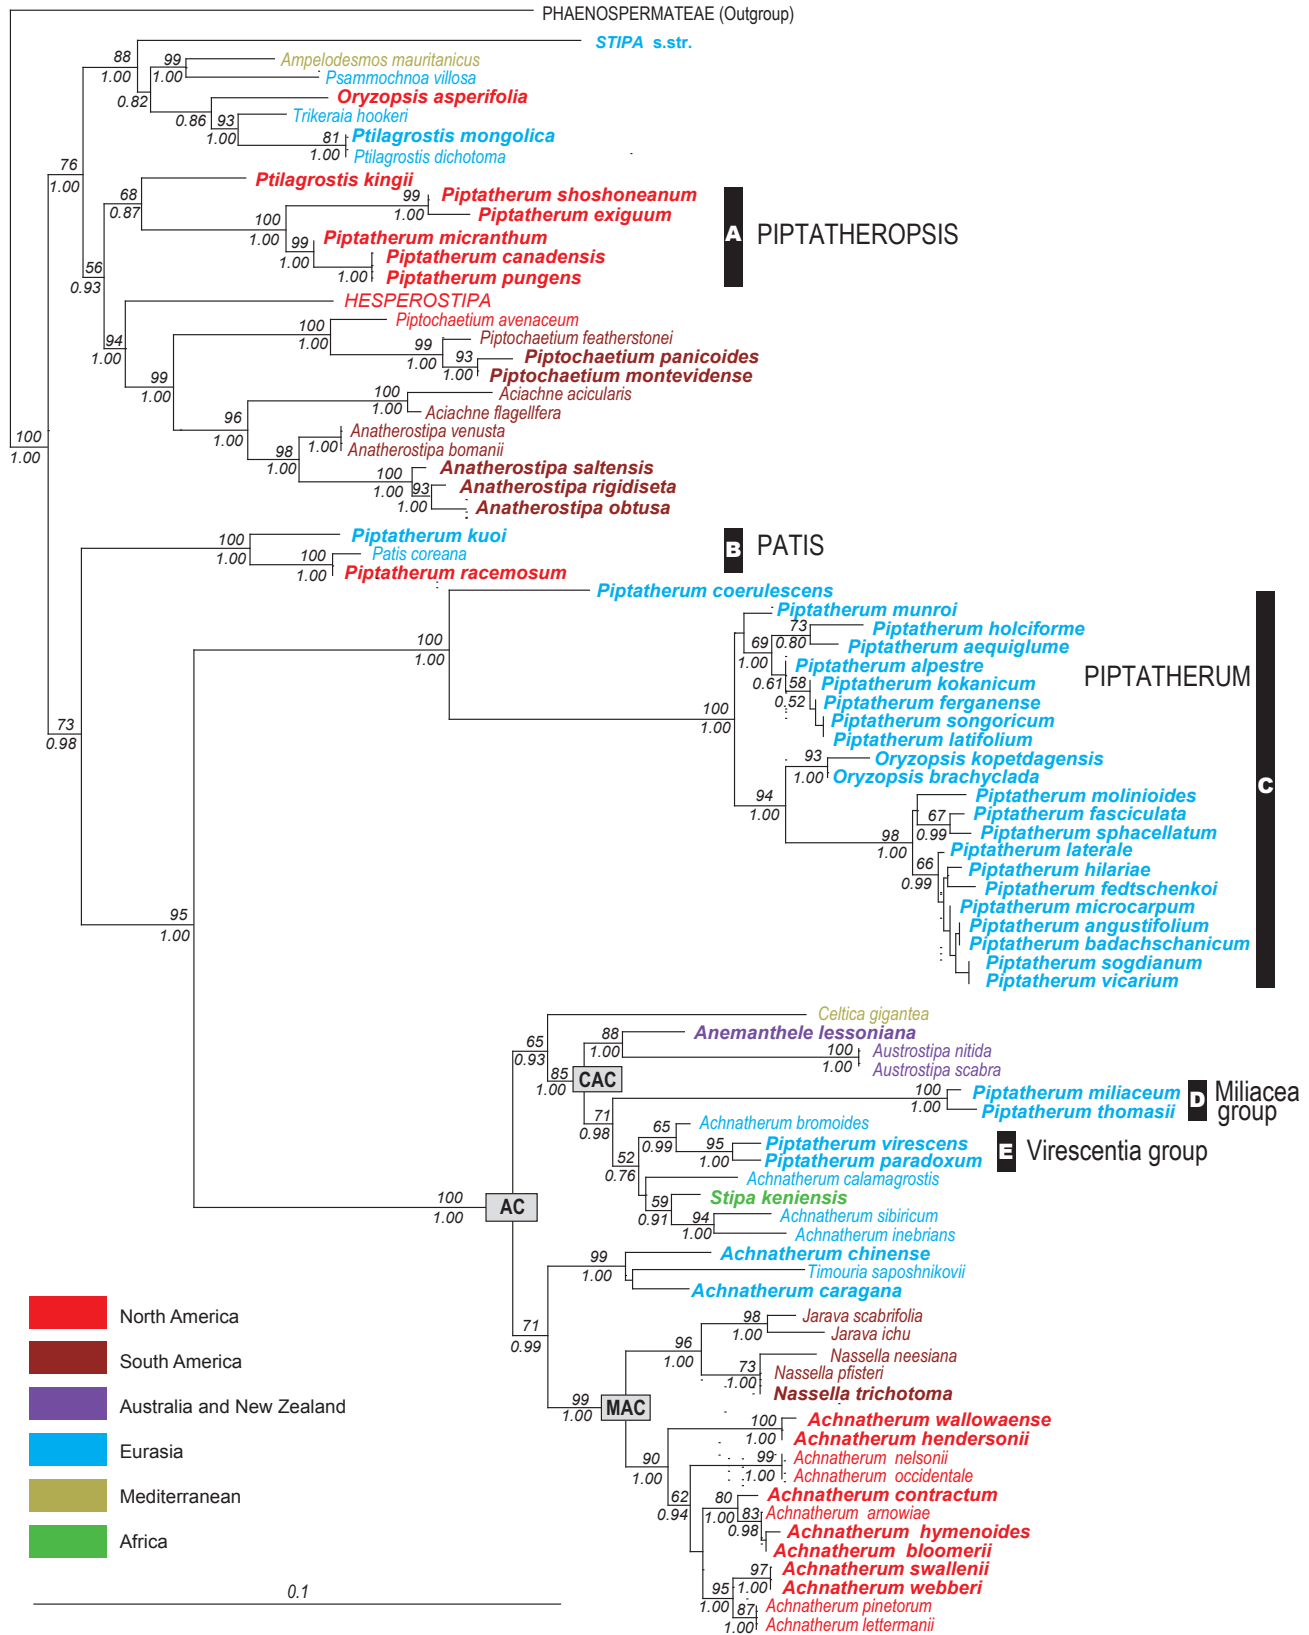 PHAENOSPERMATEAE (Outgroup)
STIPA s.str.
88
1.00
99
1.00
Ampelodesmos mauritanicus
Psammochnoa villosa
0.82
Oryzopsis asperifolia
0.86
93
1.00
Trikeraia hookeri
81
1.00
Ptilagrostis mongolica
Ptilagrostis dichotoma
76
1.00
68
0.87
Ptilagrostis kingii
99
1.00
Piptatherum shoshoneanum
Piptatherum exiguum
100
1.00
99
1.00
Piptatherum micranthum
Piptatherum canadensis
1.00
Piptatherum pungens
A PIPTATHEROPSIS
56
0.93
HESPEROSTIPA
94
1.00
100
1.00
Piptochaetium avenaceum
99
1.00
Piptochaetium featherstonei
93
1.00
Piptochaetium panicoides
Piptochaetium montevidense
99
1.00
100
1.00
Aciachne acicularis
Aciachne flagellfera
96
1.00
Anatherostipa venusta
1.00
Anatherostipa bomanii
98
1.00
100
1.00
Anatherostipa saltensis
93
1.00
Anatherostipa rigidiseta
Anatherostipa obtusa
100
1.00
100
1.00
Piptatherum kuoi
100
1.00
Patis coreana
Piptatherum racemosum
B PATIS
73
0.98
100
1.00
Piptatherum coerulescens
Piptatherum munroi
73
0.80
Piptatherum holciforme
69
1.00
Piptatherum aequiglume
Piptatherum alpestre
0.61
58
0.52
Piptatherum kokanicum
Piptatherum ferganense
Piptatherum songoricum
Piptatherum latifolium
PIPTATHERUM
C
100
1.00
93
1.00
Oryzopsis kopetdagensis
Oryzopsis brachyclada
94
1.00
Piptatherum molinioides
67
0.99
Piptatherum fasciculata
Piptatherum sphacellatum
98
1.00
66
0.99
Piptatherum laterale
Piptatherum hilariae
Piptatherum fedtschenkoi
Piptatherum microcarpum
Piptatherum angustifolium
Piptatherum badachschanicum
Piptatherum sogdianum
Piptatherum vicarium
95
1.00
Celtica gigantea
65
0.93
88
1.00
Anemanthele lessoniana
100
1.00
Austrostipa nitida
Austrostipa scabra
85
1.00
CAC
100
1.00
Piptatherum miliaceum
Piptatherum thomasii
D Miliacea
group
71
0.98
65
0.99
Achnatherum bromoides
95
1.00
Piptatherum virescens
Piptatherum paradoxum
E Virescentia group
52
0.76
Achnatherum calamagrostis
59
0.91
Stipa keniensis
94
1.00
Achnatherum sibiricum
Achnatherum inebrians
100
1.00
AC
99
1.00
Achnatherum chinense
Timouria saposhnikovii
Achnatherum caragana
71
0.99
98
1.00
Jarava scabrifolia
Jarava ichu
96
1.00
Nassella neesiana
73
1.00
Nassella pfisteri
Nassella trichotoma
99
1.00
MAC
100
1.00
Achnatherum wallowaense
Achnatherum hendersonii
90
1.00
99
1.00
Achnatherum nelsonii
Achnatherum occidentale
62
0.94
80
1.00
Achnatherum contractum
83
0.98
Achnatherum arnowiae
Achnatherum hymenoides
Achnatherum bloomerii
97
1.00
Achnatherum swallenii
Achnatherum webberi
95
1.00
87
1.00
Achnatherum pinetorum
Achnatherum lettermanii
North America
South America
Australia and New Zealand
Eurasia
Mediterranean
Africa
0.1